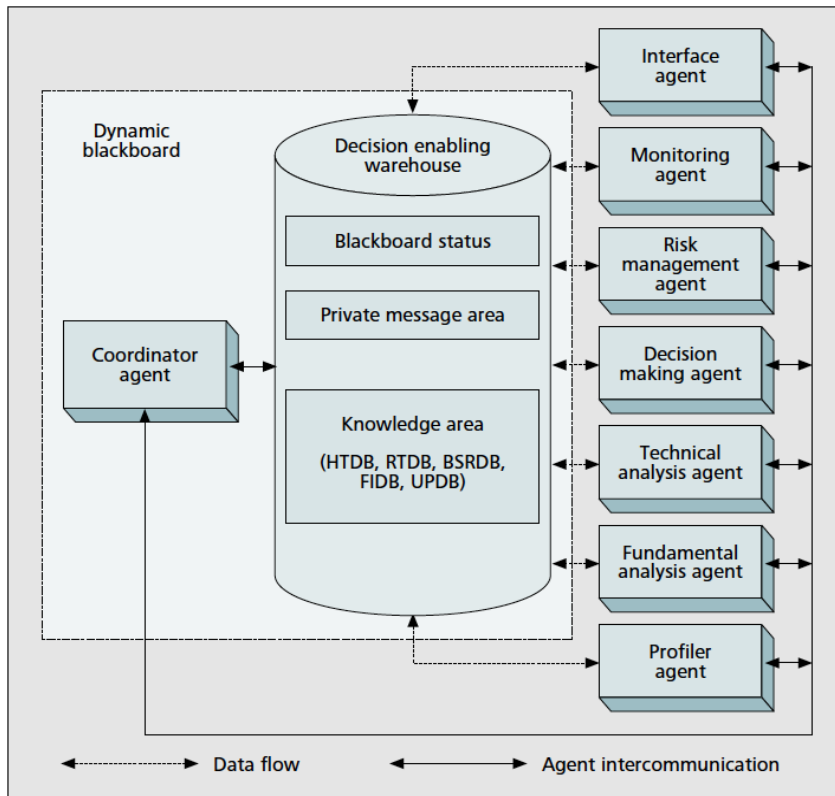 Interface
agent
Dynamic
blackboard
Decision enabling
warehouse
Monitoring
agent
Blackboard status
Risk
management
agent
Private message area
Coordinator
agent
Decision
making agent
Knowledge area
(HTDB, RTDB, BSRDB,
FIDB, UPDB)
Technical
analysis agent
Fundamental
analysis agent
Profiler
agent
Data flow
Agent intercommunication